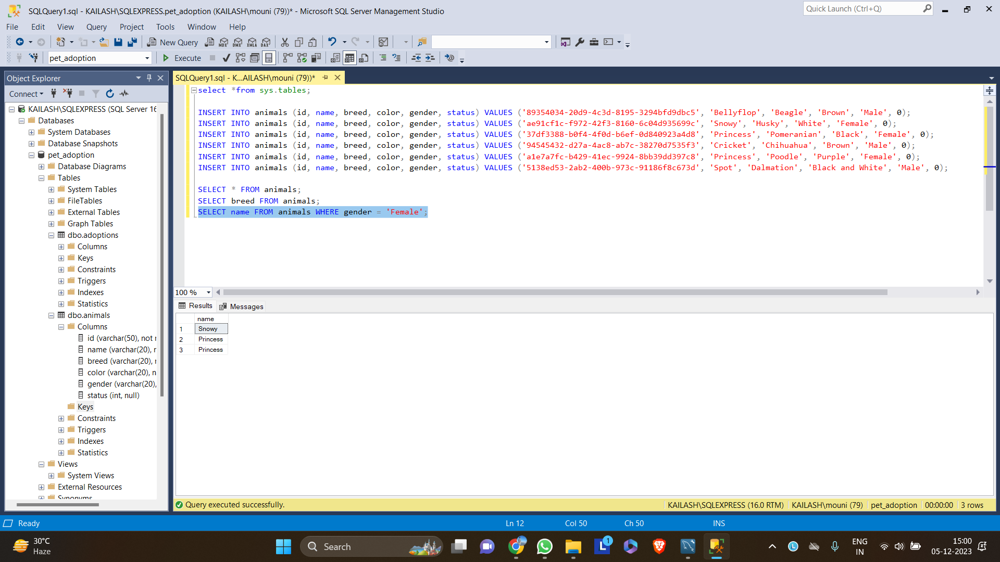 SQLQuery1.sql - KAILASH\SQLEXPRESS.pet_adoption (KAILASH\mouni (79))* - Microsoft SQL Server Management Studio
Quick Launch (Ctrl+Q)
File Edit View Query Project Tools Window Help
New Query MDX DMX XMLA DAX
pet_adoption Execute
Object Explorer
Connect
KAILASH\SQLEXPRESS (SQL Server 16
Databases
System Databases
Database Snapshots
pet_adoption
Database Diagrams
Tables
System Tables
FileTables
External Tables
Graph Tables
dbo.adoptions
Columns
Keys
Constraints
Triggers
Indexes
Statistics
dbo.animals
Columns
id (varchar(50), not r
name (varchar(20), r
breed (varchar(20), r
color (varchar(20), n
gender (varchar(20),
status (int, null)
Keys
Constraints
Triggers
Indexes
Statistics
Views
System Views
External Resources
Synonyms
SQLQuery1.sql - K...AILASH\mouni (79))*
select *from sys.tables;
INSERT INTO animals (id, name, breed, color, gender, status) VALUES ('89354034-20d9-4c3d-8195-3294bfd9dbc5', 'Bellyflop', 'Beagle', 'Brown', 'Male', 0);
INSERT INTO animals (id, name, breed, color, gender, status) VALUES ('ae91cf1c-f972-42f3-8160-6c04d935699c', 'Snowy', 'Husky', 'White', 'Female', 0);
INSERT INTO animals (id, name, breed, color, gender, status) VALUES ('37df3388-b0f4-4f0d-b6ef-0d840923a4d8', 'Princess', 'Pomeranian', 'Black', 'Female', 0);
INSERT INTO animals (id, name, breed, color, gender, status) VALUES ('94545432-d27a-4ac8-ab7c-38270d7535f3', 'Cricket', 'Chihuahua', 'Brown', 'Male', 0);
INSERT INTO animals (id, name, breed, color, gender, status) VALUES ('a1e7a7fc-b429-41ec-9924-8bb39dd397c8', 'Princess', 'Poodle', 'Purple', 'Female', 0);
INSERT INTO animals (id, name, breed, color, gender, status) VALUES ('5138ed53-2ab2-400b-973c-91186f8c673d', 'Spot', 'Dalmation', 'Black and White', 'Male', 0);
SELECT * FROM animals;
SELECT breed FROM animals;
SELECT name FROM animals WHERE gender = 'Female';
100 %
Results Messages
name
1 Snowy
2 Princess
3 Princess
Query executed successfully. KAILASH\SQLEXPRESS (16.0 RTM) KAILASH\mouni (79) pet_adoption 00:00:00 3 rows
Ready Ln 12 Col 50 Ch 50 INS
30°C
Haze
Search
L 1
L
ENG
IN
15:00
05-12-2023